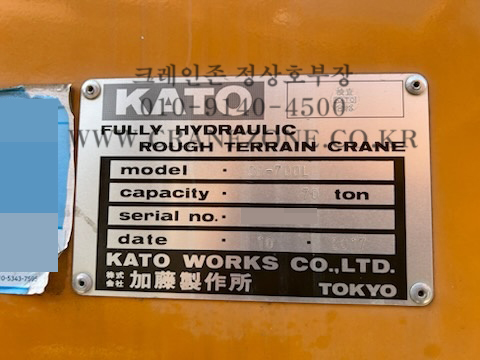 크레인존 정상호부장
KATO
010-9140-4500
WWW.CRANEZONE.CO.KR
FULLY HYDRAULIC
ROUGH TERRAIN CRANE
model
capacity ton
serial no.
date
KATO WORKS CO.,LTD.
株式会社 加藤製作所
TOKYO